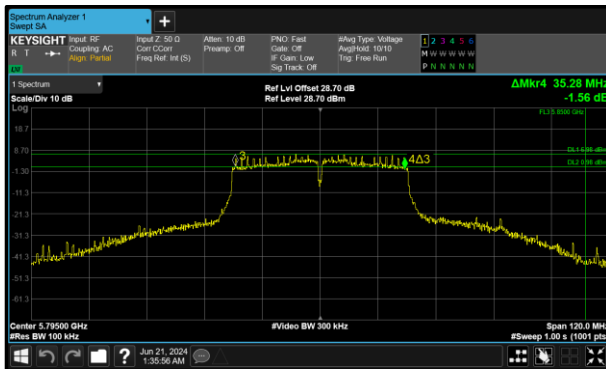 Spectrum Analyzer 1
Swept SA
KEYSIGHT
R T
Input: RF
Coupling: AC
Align: Partial
Input Z: 50 Ω
Corr CCorr
Freq Ref: Int (S)
Atten: 10 dB
Preamp: Off
PNO: Fast
Gate: Off
IF Gain: Low
Sig Track: Off
#Avg Type: Voltage
Avg|Hold: 10/10
Trig: Free Run
1 2 3 4 5 6
M W W W W W
P N N N N N
1 Spectrum
Scale/Div 10 dB
Ref Lvl Offset 28.70 dB
Ref Level 28.70 dBm
ΔMkr4 35.28 MHz
-1.56 dB
Log
18.7
8.70
-1.30
-11.3
-21.3
-31.3
-41.3
-51.3
-61.3
3
4Δ3
Center 5.79500 GHz
#Res BW 100 kHz
#Video BW 300 kHz
Span 120.0 MHz
#Sweep 1.00 s (1001 pts)
?
Jun 21, 2024
1:35:56 AM